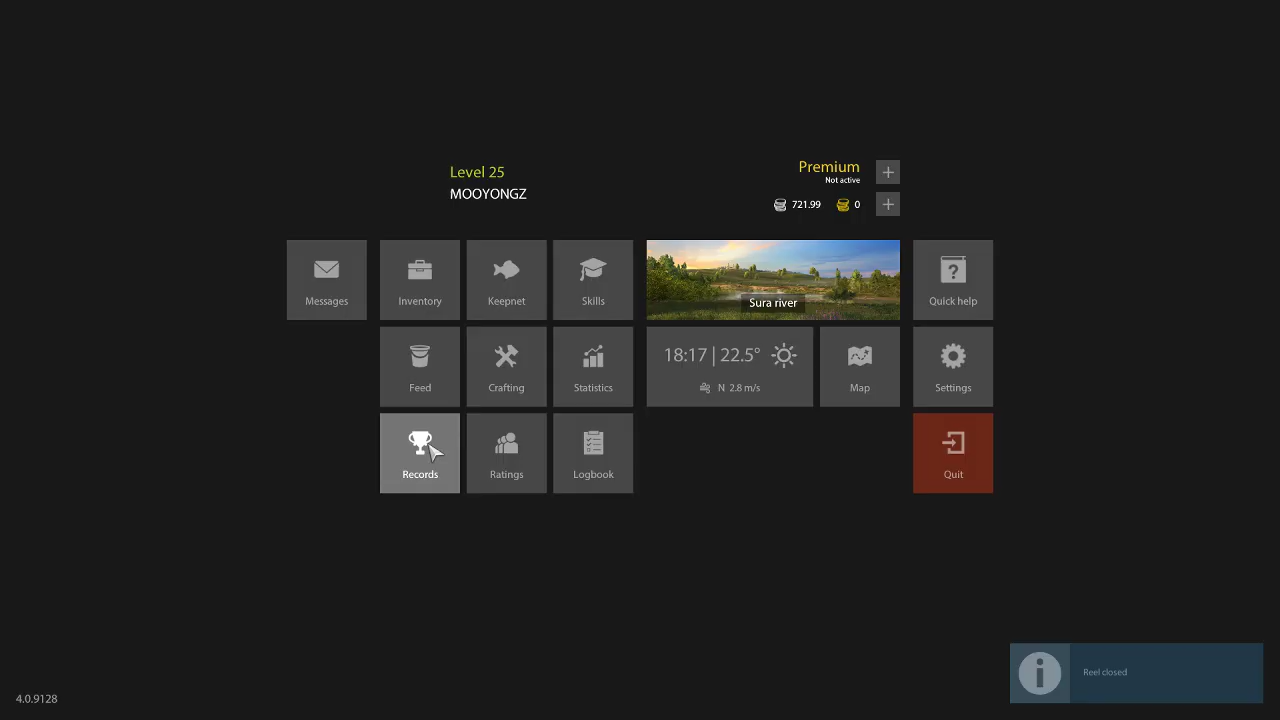 Level 25
MOOYONGZ
Premium
Not active
721.99 0
Messages
Inventory
Keepnet
Skills
Sura river
Quick help
Feed
Crafting
Statistics
18:17 | 22.5°
N 2.8 m/s
Map
Settings
Records
Ratings
Logbook
Quit
Reel closed
4.0.9128